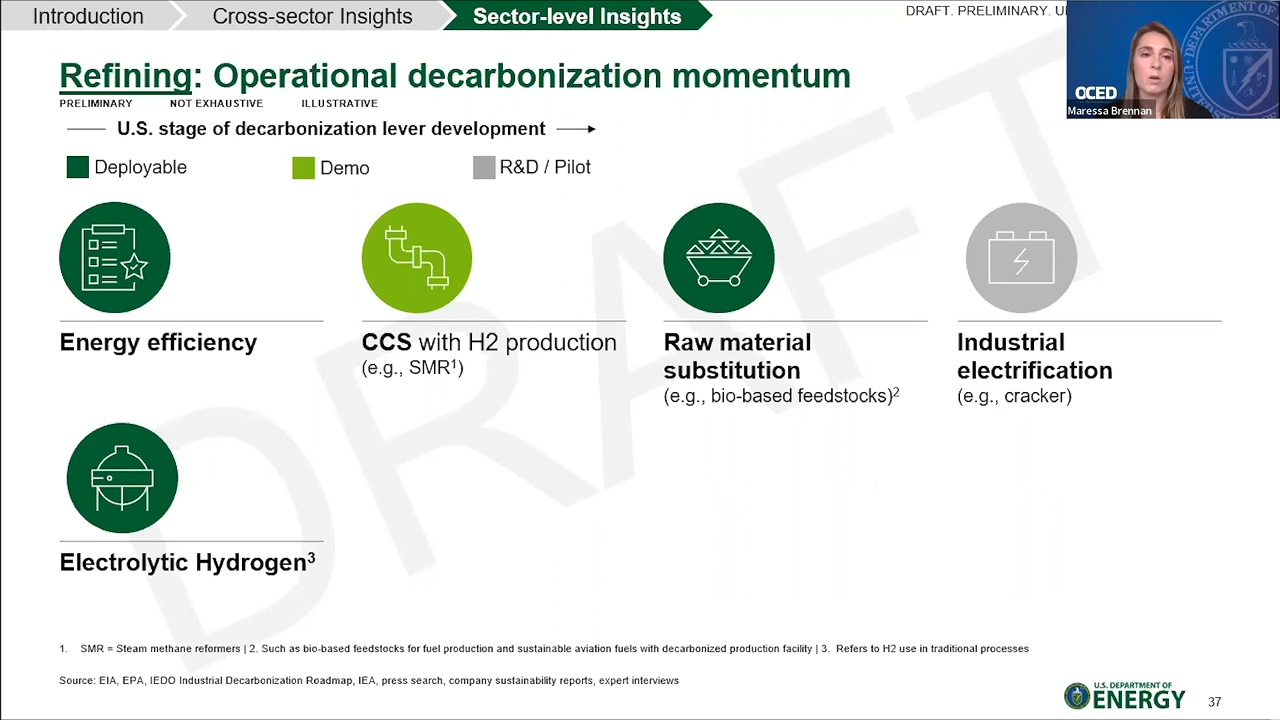 Introduction
Cross-sector Insights
Sector-level Insights
DRAFT. PRELIMINARY.
Refining: Operational decarbonization momentum
PRELIMINARY NOT EXHAUSTIVE ILLUSTRATIVE
U.S. stage of decarbonization lever development
Deployable
Demo
R&D / Pilot
OCED
Maressa Brennan
Energy efficiency
CCS with H2 production
(e.g., SMR¹)
Raw material
substitution
(e.g., bio-based feedstocks)²
Industrial
electrification
(e.g., cracker)
Electrolytic Hydrogen³
DRAFT
1. SMR = Steam methane reformers | 2. Such as bio-based feedstocks for fuel production and sustainable aviation fuels with decarbonized production facility | 3. Refers to H2 use in traditional processes
Source: EIA, EPA, IEDO Industrial Decarbonization Roadmap, IEA, press search, company sustainability reports, expert interviews
U.S. DEPARTMENT OF
ENERGY
37